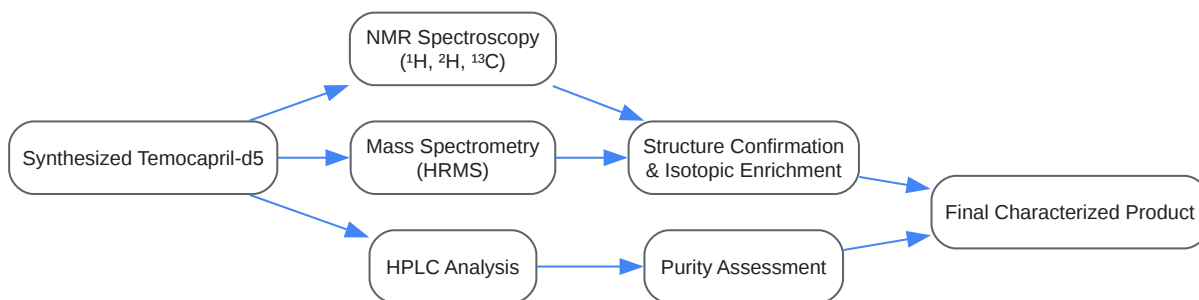 NMR Spectroscopy
(¹H, ²H, ¹³C)
Synthesized Temocapril-d5
Mass Spectrometry
(HRMS)
Structure Confirmation
& Isotopic Enrichment
Final Characterized Product
HPLC Analysis
Purity Assessment